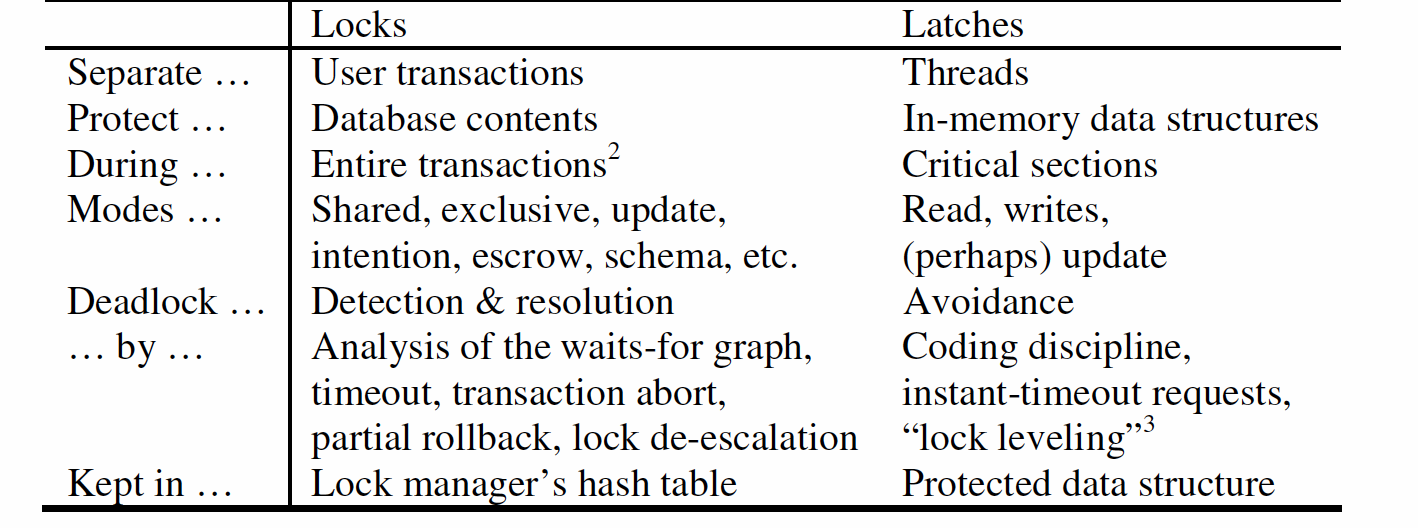 Locks Latches
Separate … User transactions Threads
Protect … Database contents In-memory data structures
During … Entire transactions² Critical sections
Modes … Shared, exclusive, update, Read, writes,
intention, escrow, schema, etc. (perhaps) update
Deadlock … Detection & resolution Avoidance
… by … Analysis of the waits-for graph, Coding discipline,
timeout, transaction abort, instant-timeout requests,
partial rollback, lock de-escalation “lock leveling”³
Kept in … Lock manager’s hash table Protected data structure